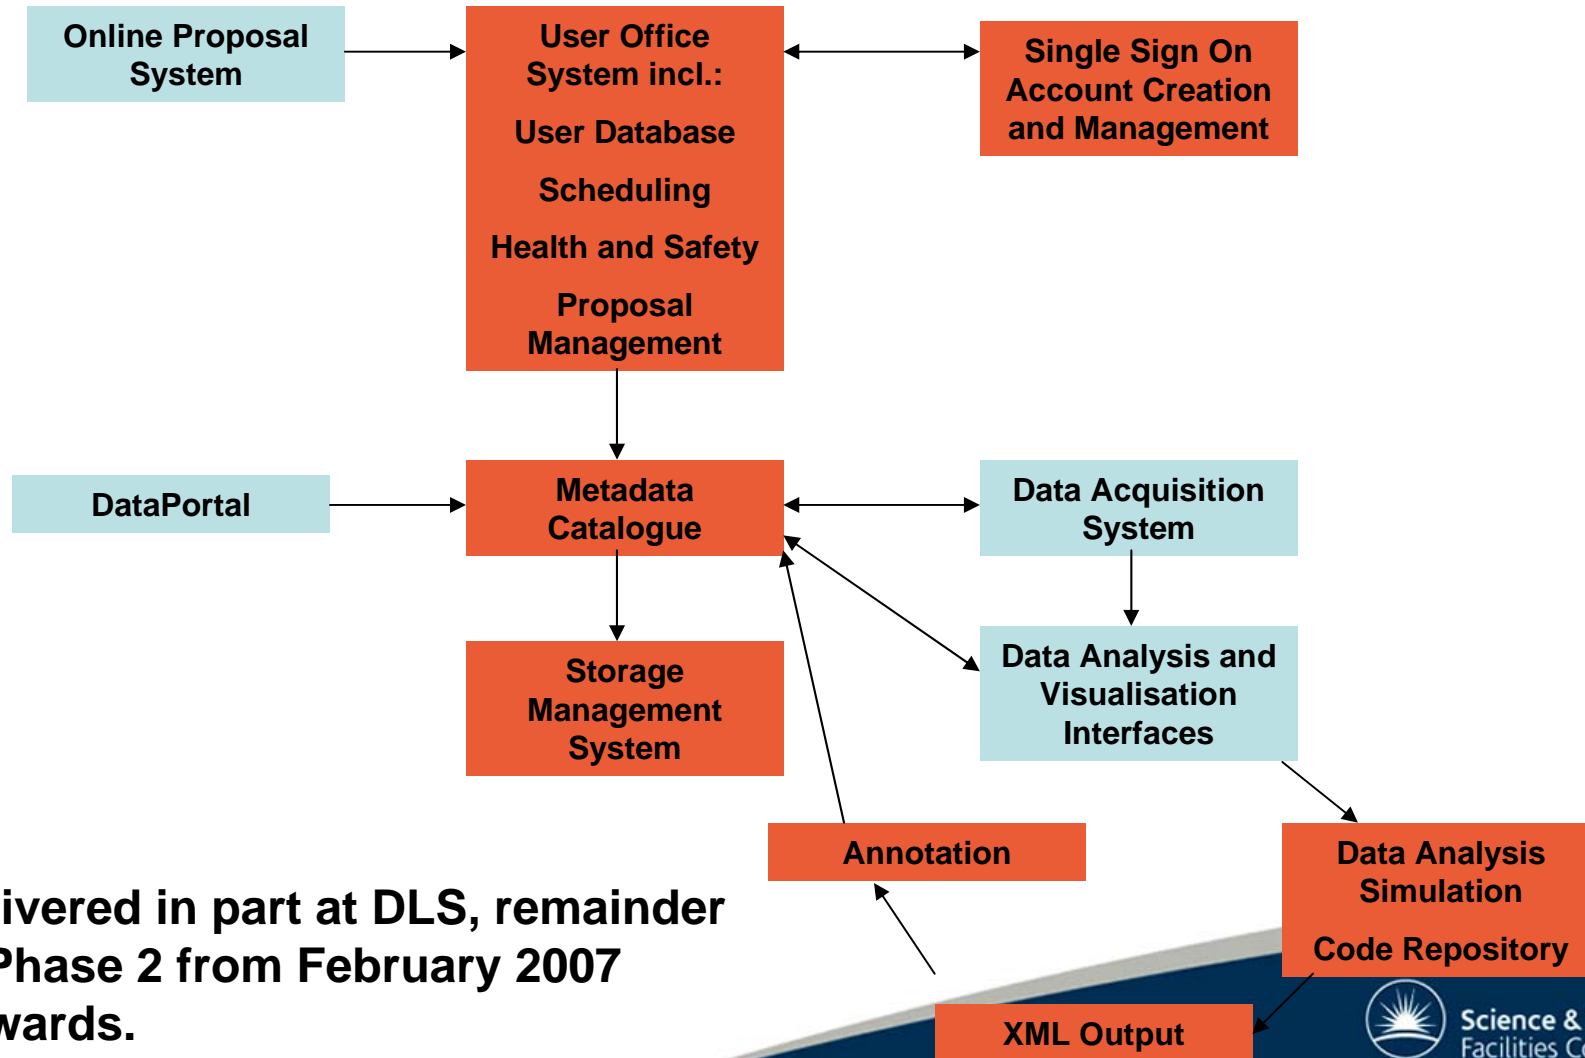 Online Proposal
System
User Office
System incl.:
User Database
Scheduling
Health and Safety
Proposal
Management
Single Sign On
Account Creation
and Management
DataPortal
Metadata
Catalogue
Data Acquisition
System
Storage
Management
System
Data Analysis and
Visualisation
Interfaces
Annotation
Data Analysis
Simulation
Code Repository
XML Output
ivered in part at DLS, remainder
Phase 2 from February 2007
wards.
Science &
Facilities Co